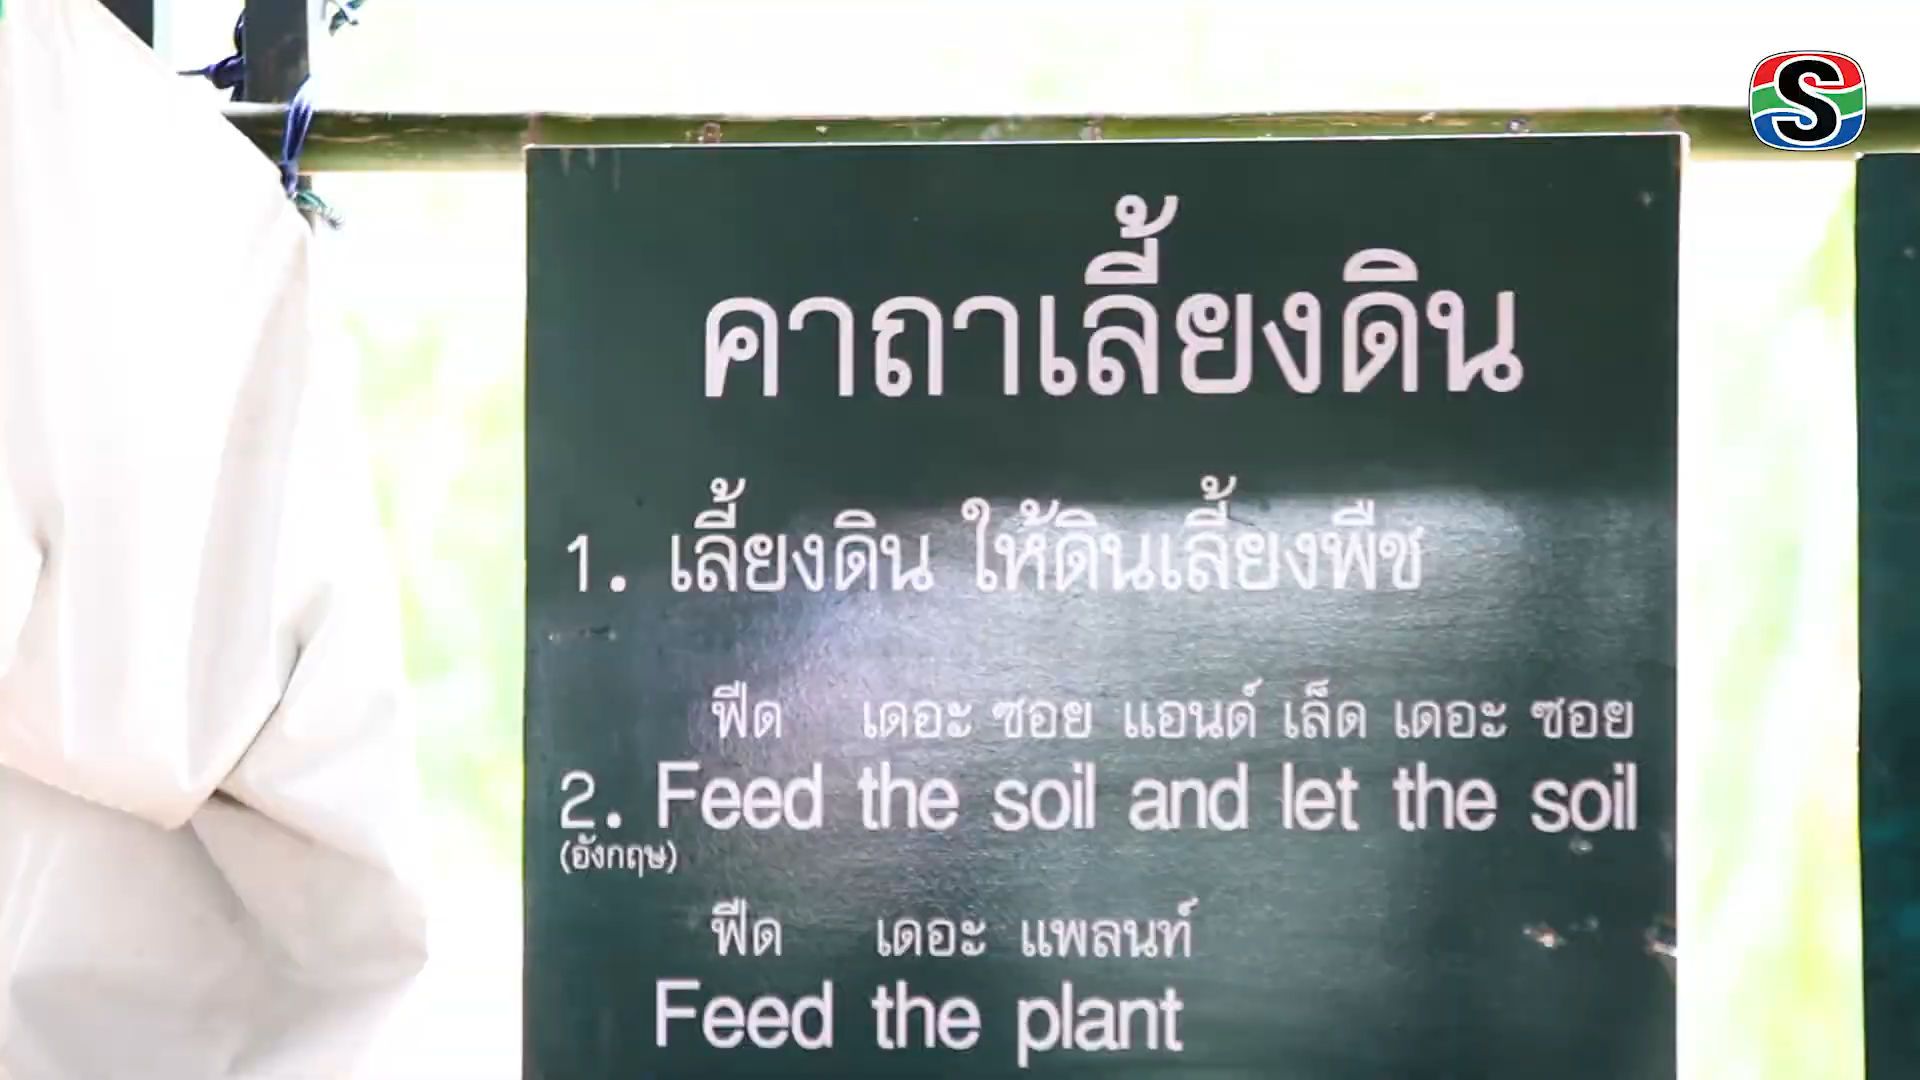 S
คาถาเลี้ยงดิน
1. เลี้ยงดิน ให้ดินเลี้ยงพืช
ฟีด เดอะ ซอย แอนด์ เล็ด เดอะ ซอย
2. Feed the soil and let the soil
(อังกฤษ)
ฟีด เดอะ แพลนท์
Feed the plant